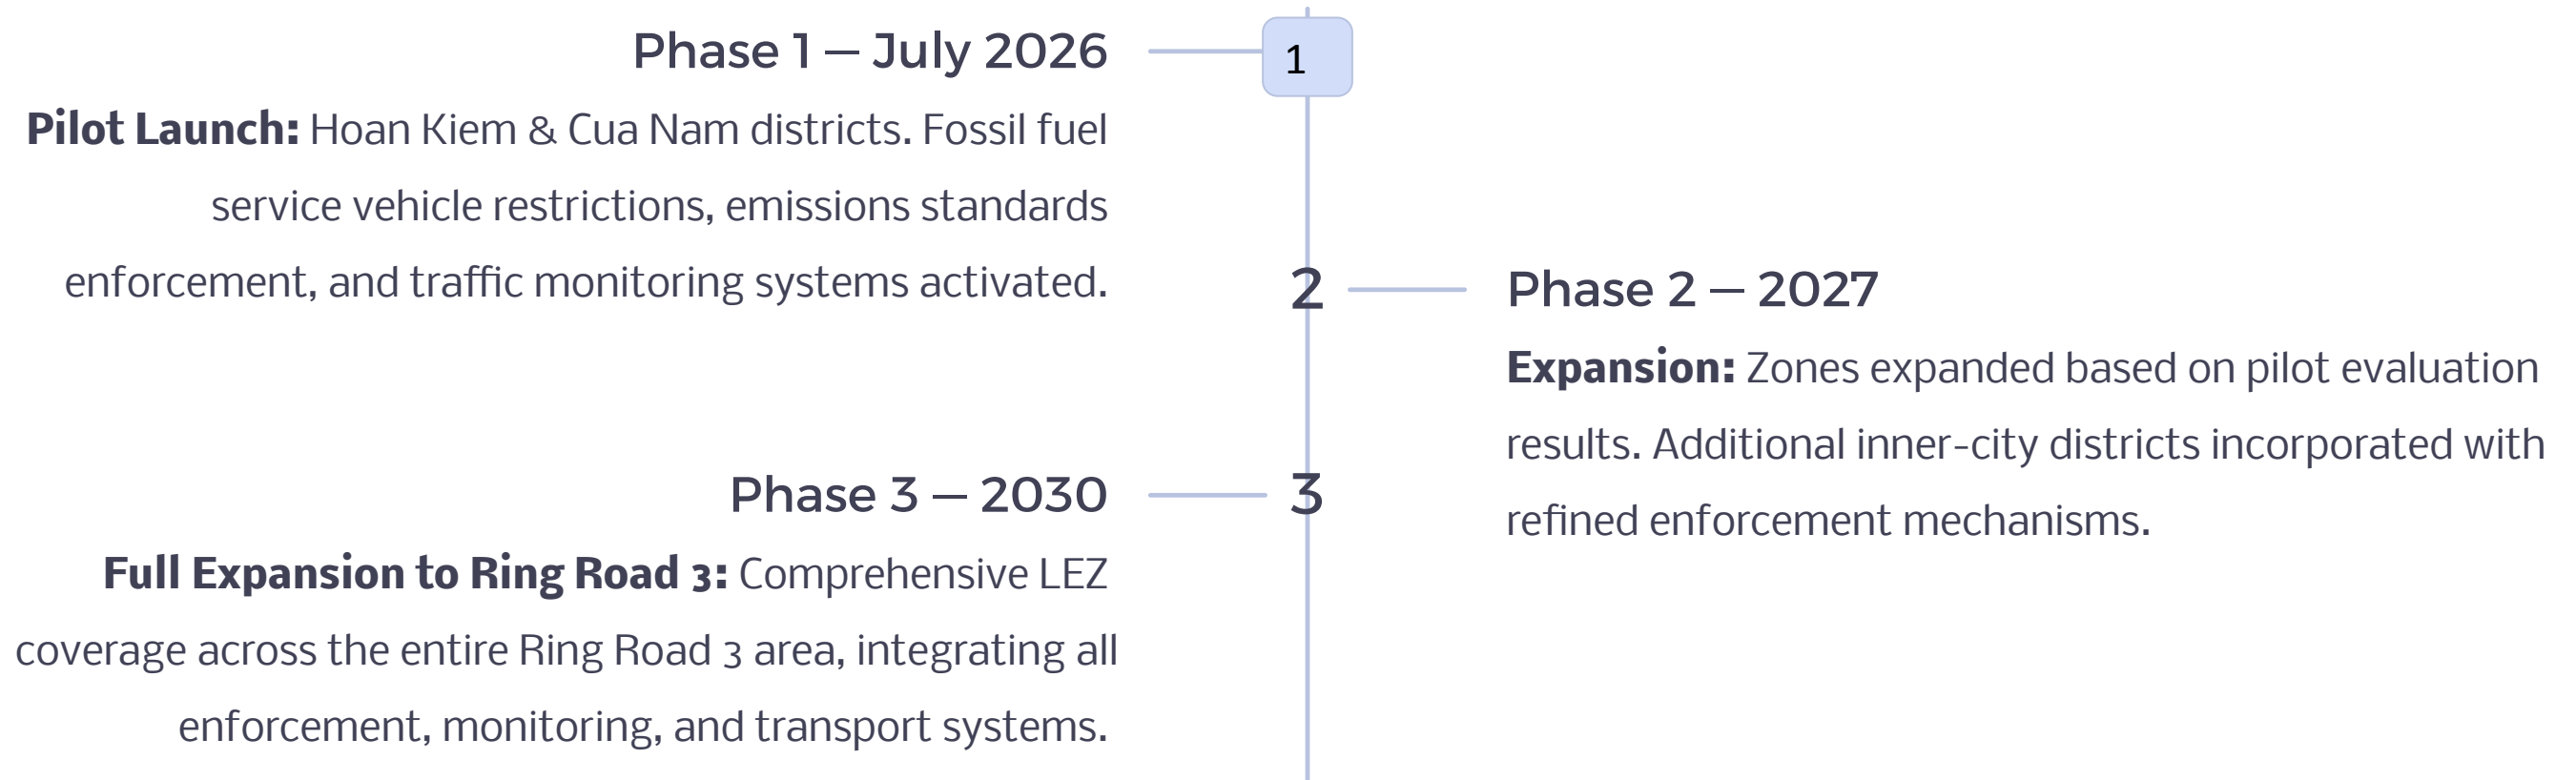 Phase 1 — July 2026
1
Pilot Launch: Hoan Kiem & Cua Nam districts. Fossil fuel
service vehicle restrictions, emissions standards
enforcement, and traffic monitoring systems activated.
2
Phase 2 — 2027
Expansion: Zones expanded based on pilot evaluation
results. Additional inner-city districts incorporated with
refined enforcement mechanisms.
Phase 3 — 2030
3
Full Expansion to Ring Road 3: Comprehensive LEZ
coverage across the entire Ring Road 3 area, integrating all
enforcement, monitoring, and transport systems.